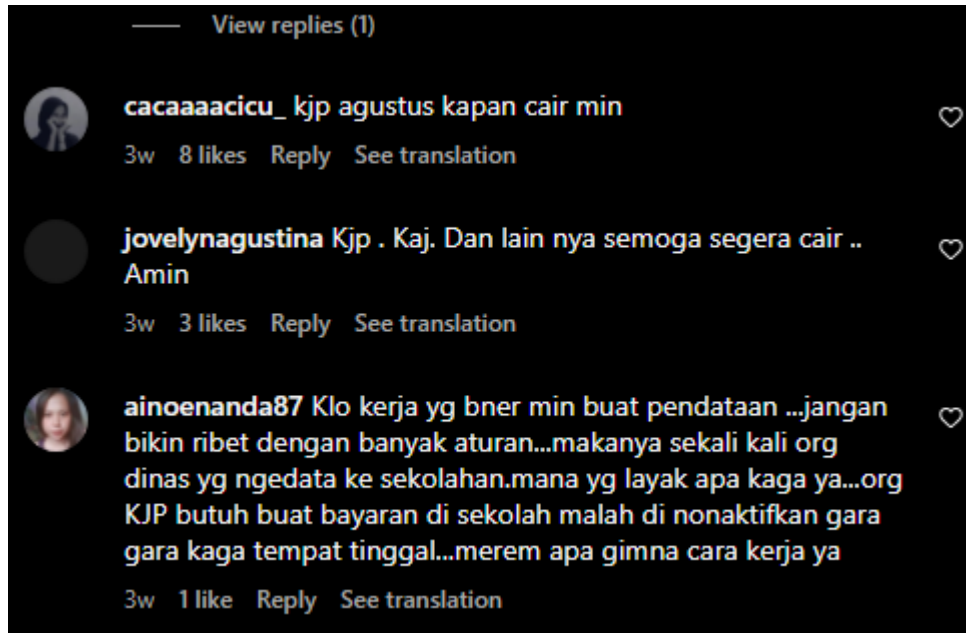 View replies (1)
cacaaaacicu_ kjp agustus kapan cair min
3w 8 likes Reply See translation
jovelynagustina Kjp . Kaj. Dan lain nya semoga segera cair ..
Amin
3w 3 likes Reply See translation
ainoenanda87 Klo kerja yg bner min buat pendataan ...jangan
bikin ribet dengan banyak aturan...makanya sekali kali org
dinas yg ngedata ke sekolahan.mana yg layak apa kaga ya...org
KJP butuh buat bayaran di sekolah malah di nonaktifkan gara
gara kaga tempat tinggal...merem apa gimna cara kerja ya
3w 1 like Reply See translation